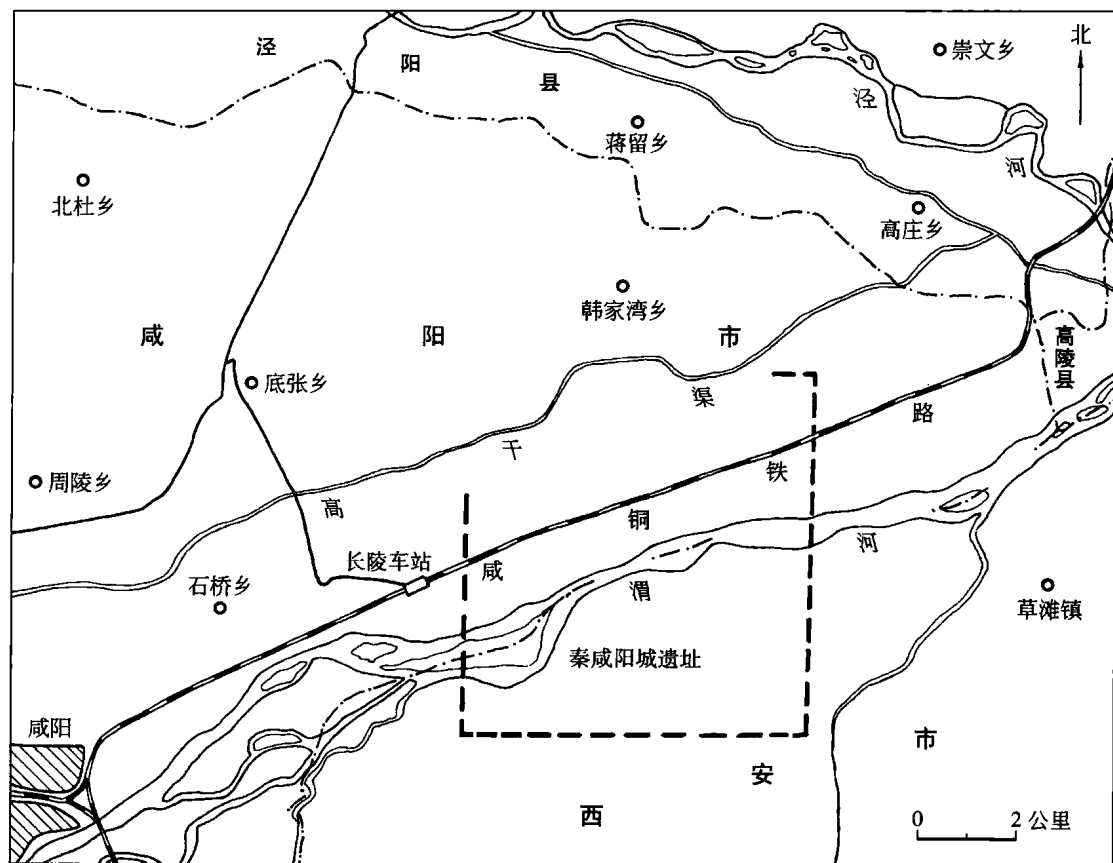 北
崇文乡
泾阳县
泾河
蒋留乡
北杜乡
高庄乡
韩家湾乡
咸阳市
高陵县
底张乡
高干渠
周陵乡
咸铜铁路
长陵车站
渭河
石桥乡
草滩镇
秦咸阳城遗址
咸阳
西安市
0 2 公里